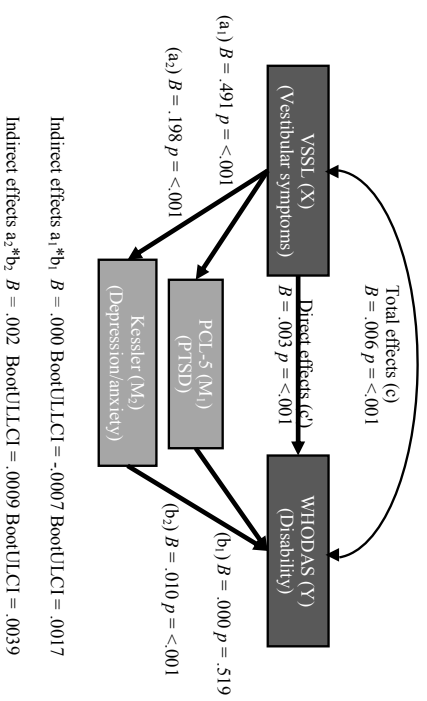 Total effects (c)
B = .006 p = <.001
VSSL (X)
(Vestibular symptoms)
Direct effects (c')
B = .003 p = <.001
WHODAS (Y)
(Disability)
(a₁) B = .491 p = <.001
PCL-5 (M₁)
(PTSD)
(b₁) B = .000 p = .519
(a₂) B = .198 p = <.001
Kessler (M₂)
(Depression/anxiety)
(b₂) B = .010 p = <.001
Indirect effects a₁*b₁ B = .000 BootULLCI = -.0007 BootULCI = .0017
Indirect effects a₂*b₂ B = .002 BootULLCI = .0009 BootULCI = .0039